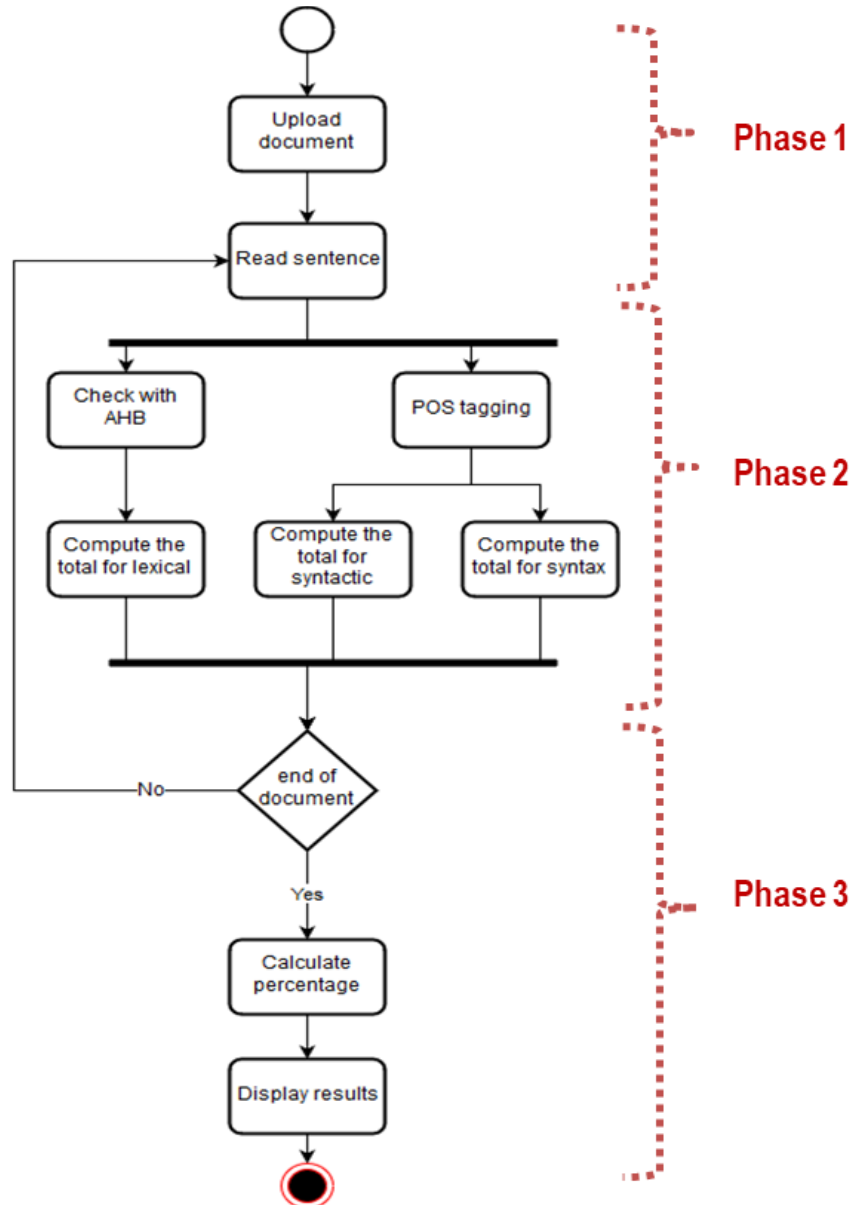 Upload
document
Phase 1
Read sentence
Check with
AHB
POS tagging
Phase 2
Compute the
total for lexical
Compute the
total for
syntactic
Compute the
total for syntax
end of
document
No
Yes
Phase 3
Calculate
percentage
Display results